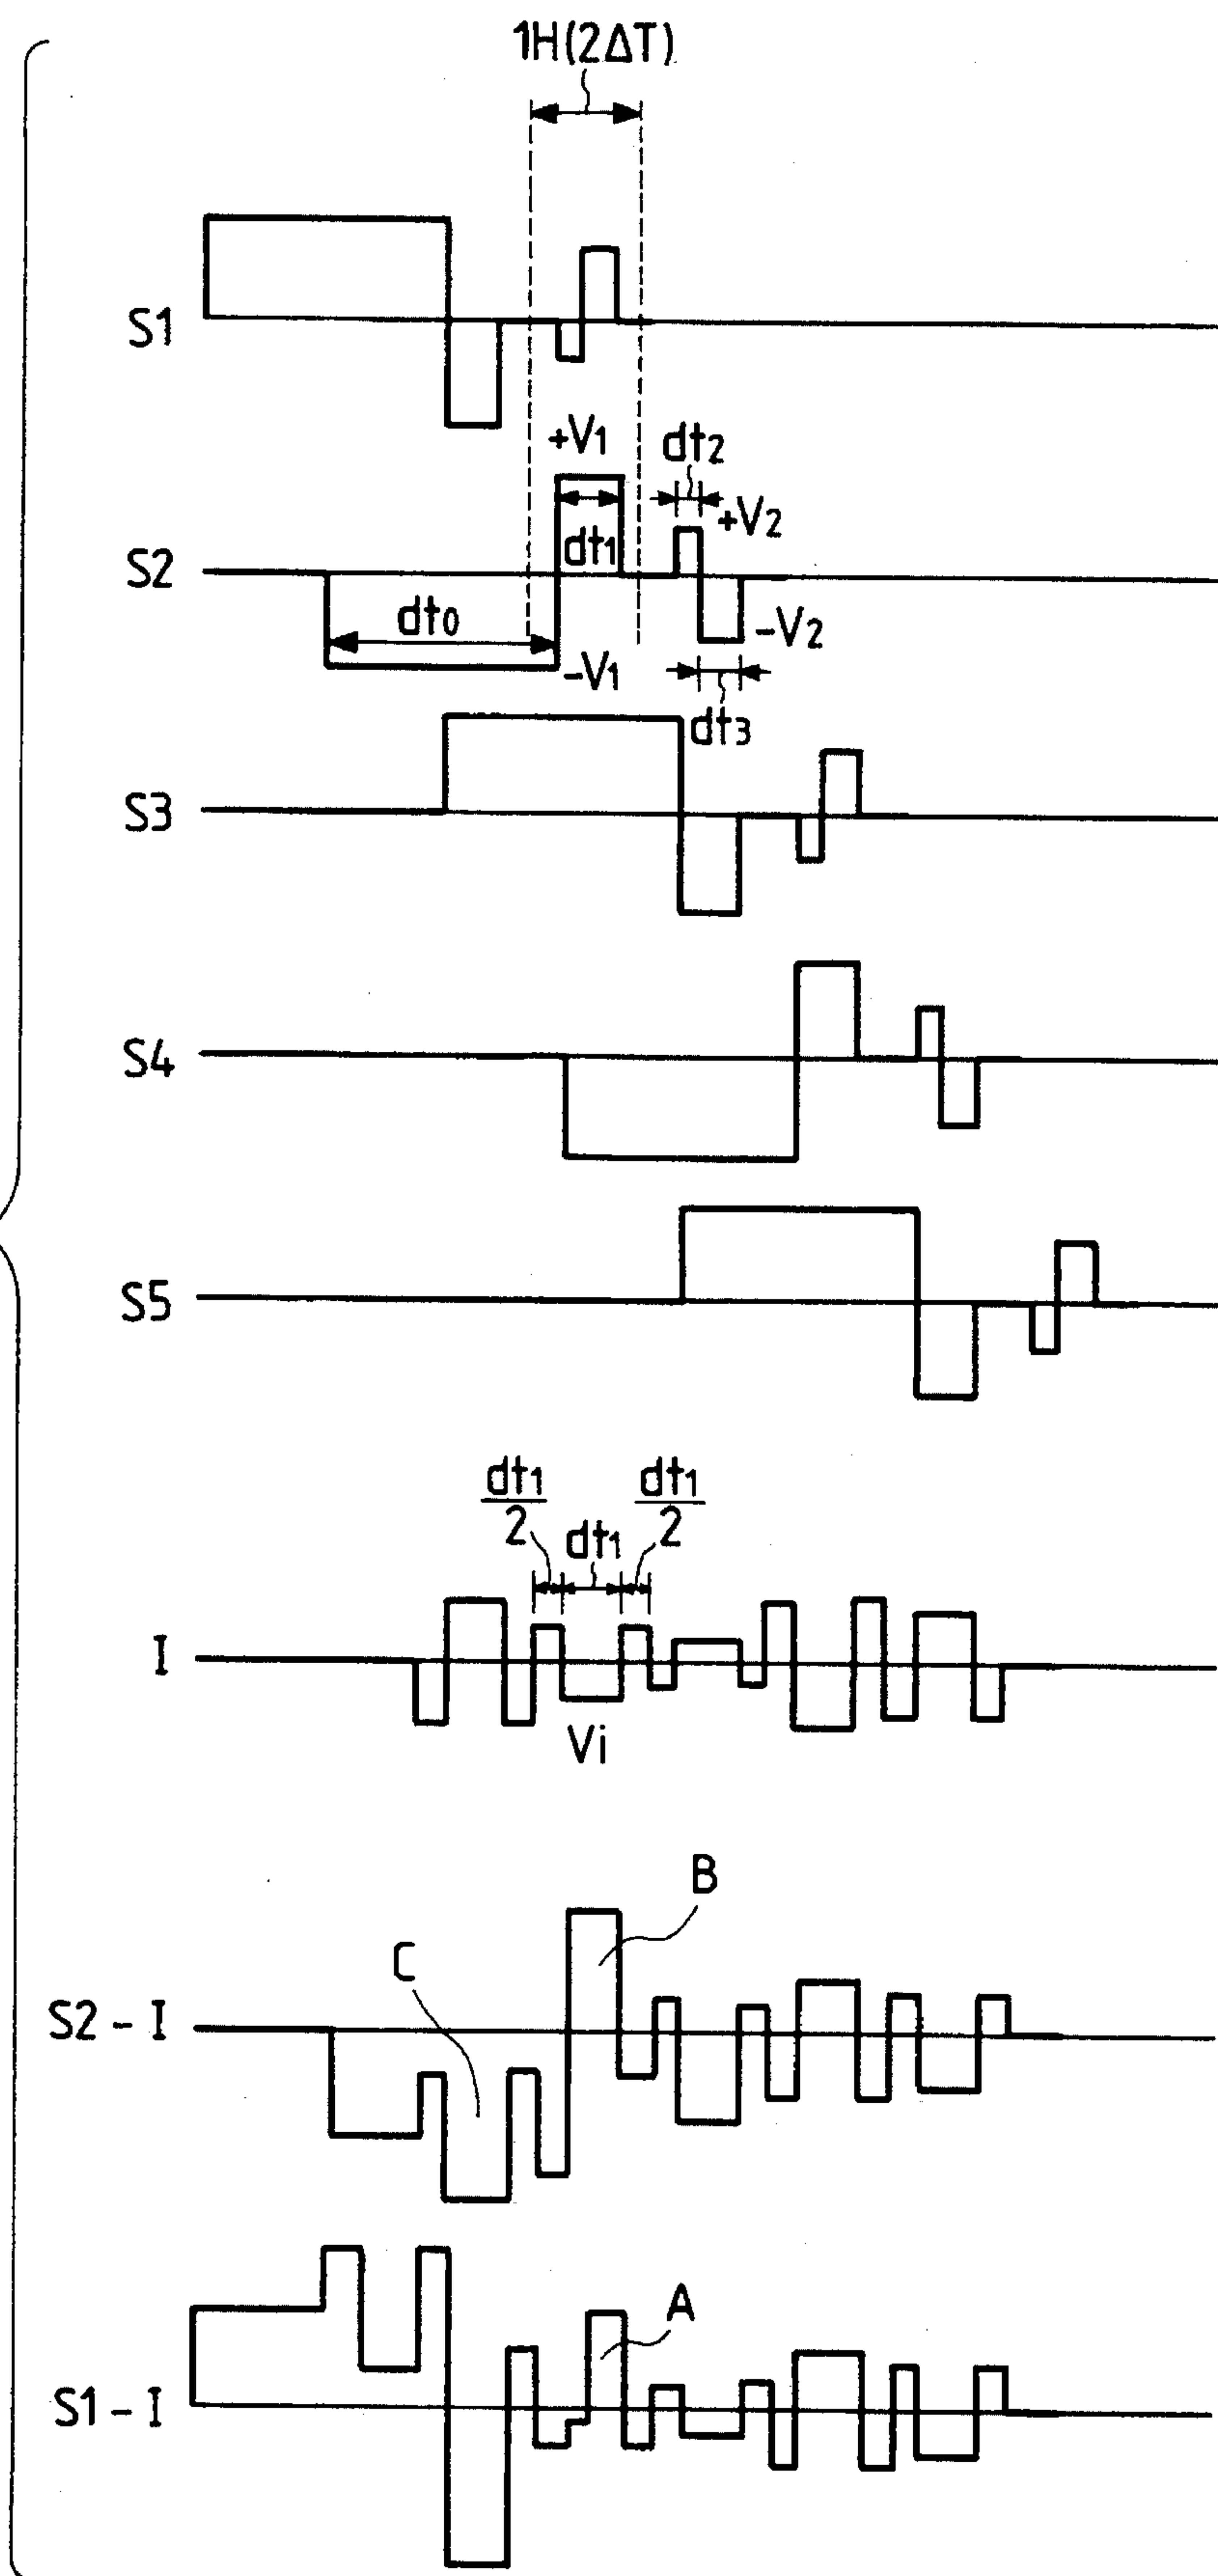 1H(2ΔT)
S1
+V1
dt2
+V2
S2
dt1
dt0
-V2
-V1
dt3
S3
S4
S5
dt1/2
dt1
dt1/2
I
Vi
B
C
S2 - I
A
S1 - I